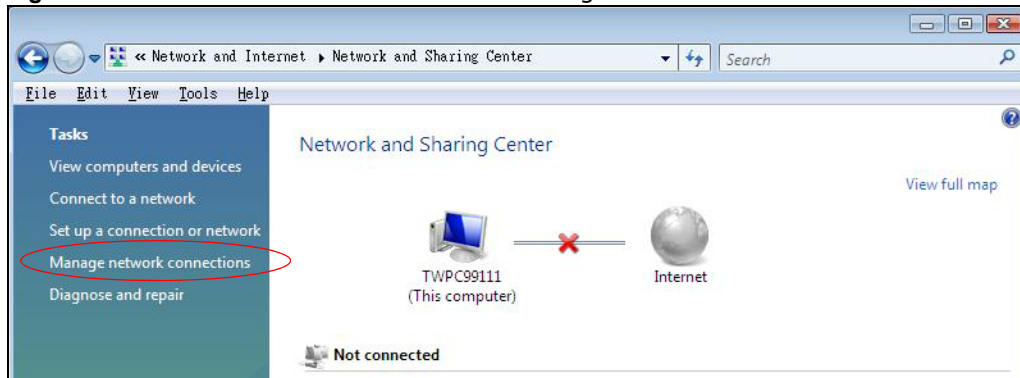 « Network and Internet ▸ Network and Sharing Center
Search
File Edit View Tools Help
Tasks
View computers and devices
Connect to a network
Set up a connection or network
Manage network connections
Diagnose and repair
Network and Sharing Center
View full map
TWPC99111
(This computer)
Internet
Not connected